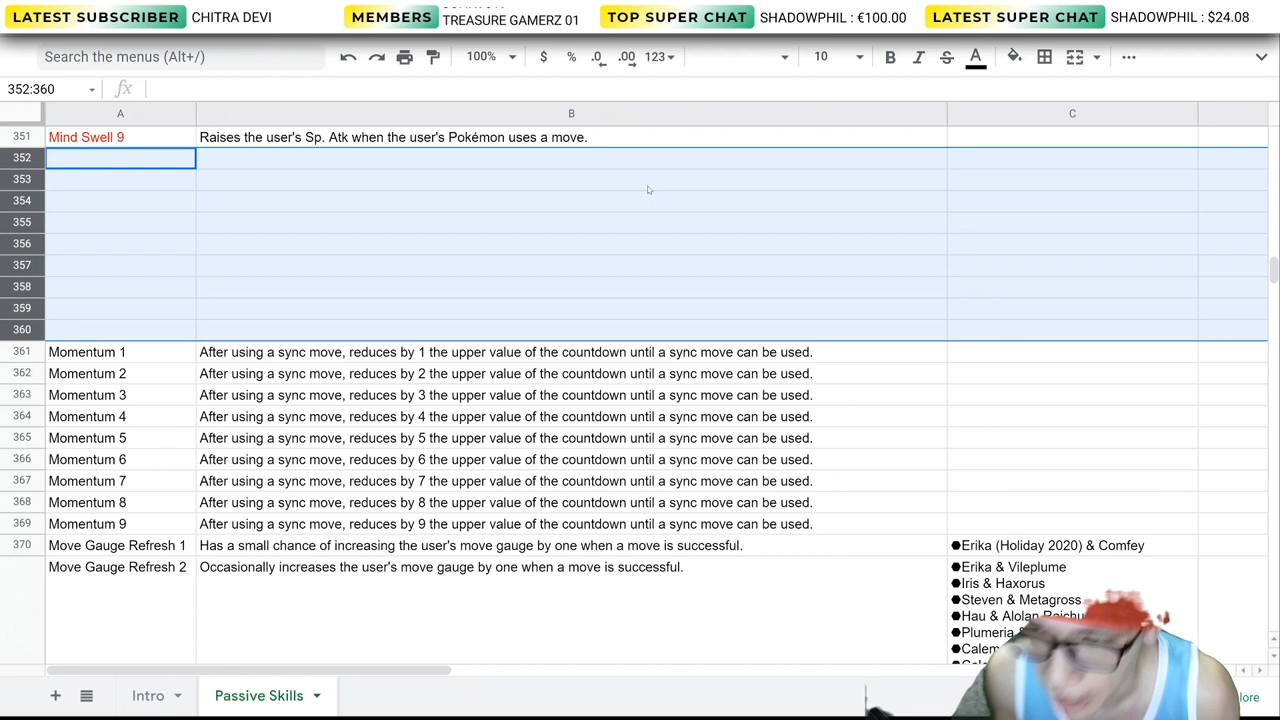 LATEST SUBSCRIBER CHITRA DEVI MEMBERS TREASURE GAMERZ 01 TOP SUPER CHAT SHADOWPHIL : €100.00 LATEST SUPER CHAT SHADOWPHIL : $24.08
Search the menus (Alt+/) 100% $ % .0 .00 123 10 B I S A
352:360 fx
A B C
351 Mind Swell 9 Raises the user's Sp. Atk when the user's Pokémon uses a move.
352
353
354
355
356
357
358
359
360
361 Momentum 1 After using a sync move, reduces by 1 the upper value of the countdown until a sync move can be used.
362 Momentum 2 After using a sync move, reduces by 2 the upper value of the countdown until a sync move can be used.
363 Momentum 3 After using a sync move, reduces by 3 the upper value of the countdown until a sync move can be used.
364 Momentum 4 After using a sync move, reduces by 4 the upper value of the countdown until a sync move can be used.
365 Momentum 5 After using a sync move, reduces by 5 the upper value of the countdown until a sync move can be used.
366 Momentum 6 After using a sync move, reduces by 6 the upper value of the countdown until a sync move can be used.
367 Momentum 7 After using a sync move, reduces by 7 the upper value of the countdown until a sync move can be used.
368 Momentum 8 After using a sync move, reduces by 8 the upper value of the countdown until a sync move can be used.
369 Momentum 9 After using a sync move, reduces by 9 the upper value of the countdown until a sync move can be used.
370 Move Gauge Refresh 1 Has a small chance of increasing the user's move gauge by one when a move is successful. Erika (Holiday 2020) & Comfey
Move Gauge Refresh 2 Occasionally increases the user's move gauge by one when a move is successful. Erika & Vileplume
Iris & Haxorus
Steven & Metagross
Hau & Alolan Raichu
Plumeria
Calem
Intro Passive Skills